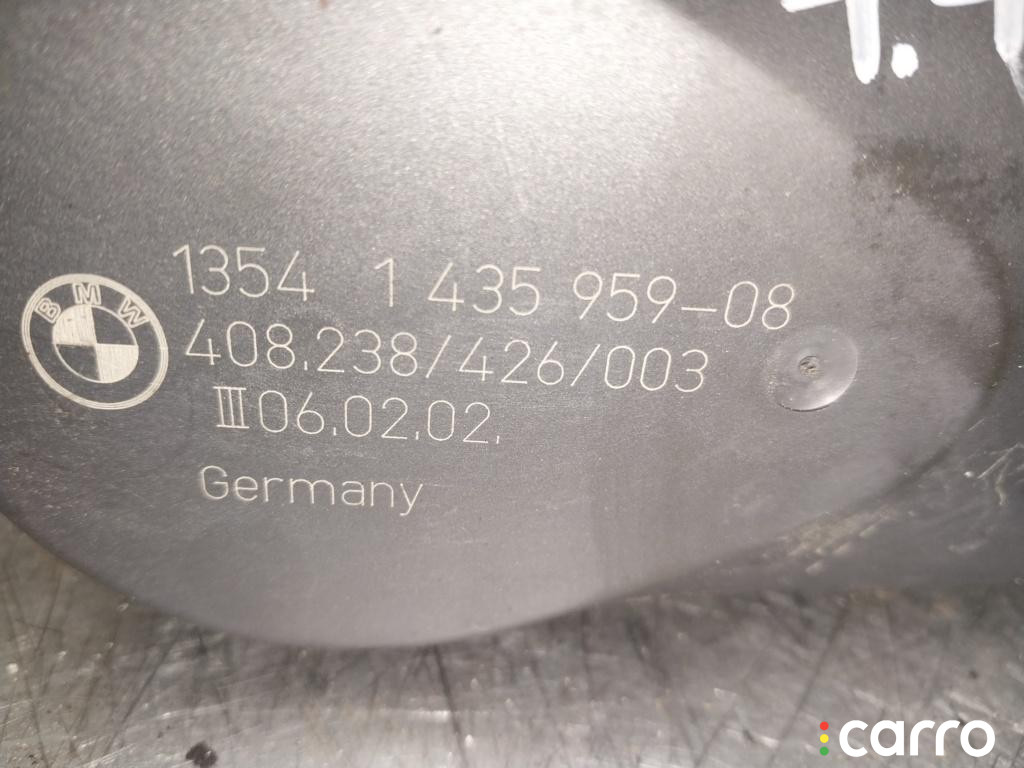 BMW
1354 1 435 959-08
408.238/426/003
III06.02.02.
Germany
carro